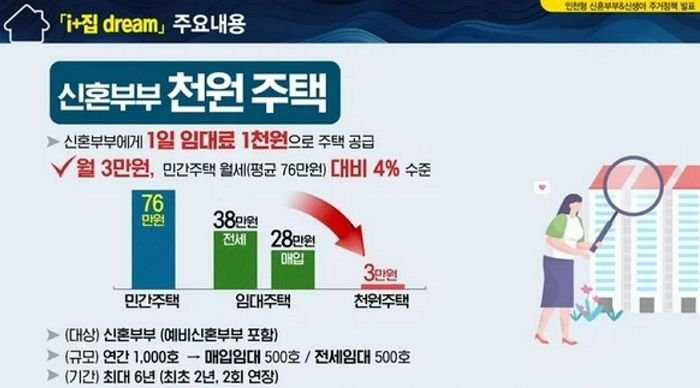 인천형 신혼부부&신생아 주거정책 발표
「i+집 dream」 주요내용
신혼부부 천원 주택
➤ 신혼부부에게 1일 임대료 1천원으로 주택 공급
✓월 3만원, 민간주택 월세(평균 76만원) 대비 4% 수준
76
만원
38만원
전세
28만원
매입
3만원
민간주택
임대주택
천원주택
➤ (대상) 신혼부부 (예비신혼부부 포함)
➤ (규모) 연간 1,000호 → 매입임대 500호 / 전세임대 500호
➤ (기간) 최대 6년 (최초 2년, 2회 연장)